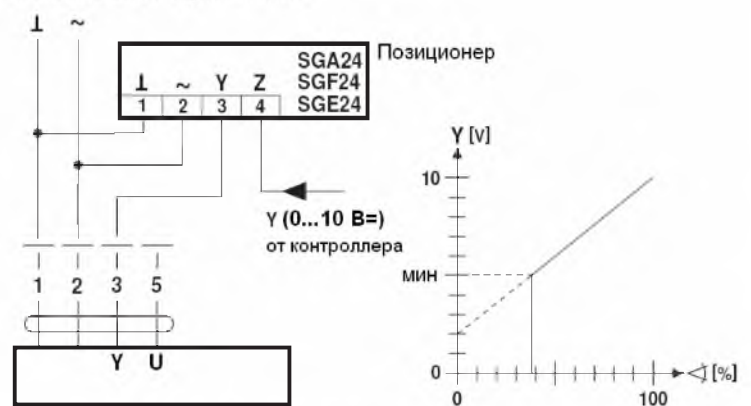 ⊥ ~
SGA24 Позиционер
⊥ ~ Y Z SGF24
1 2 3 4 SGE24
Y [V]
10
Y (0...10 В=)
от контроллера
МИН
1 2 3 5
Y U
0 [%]
0 100